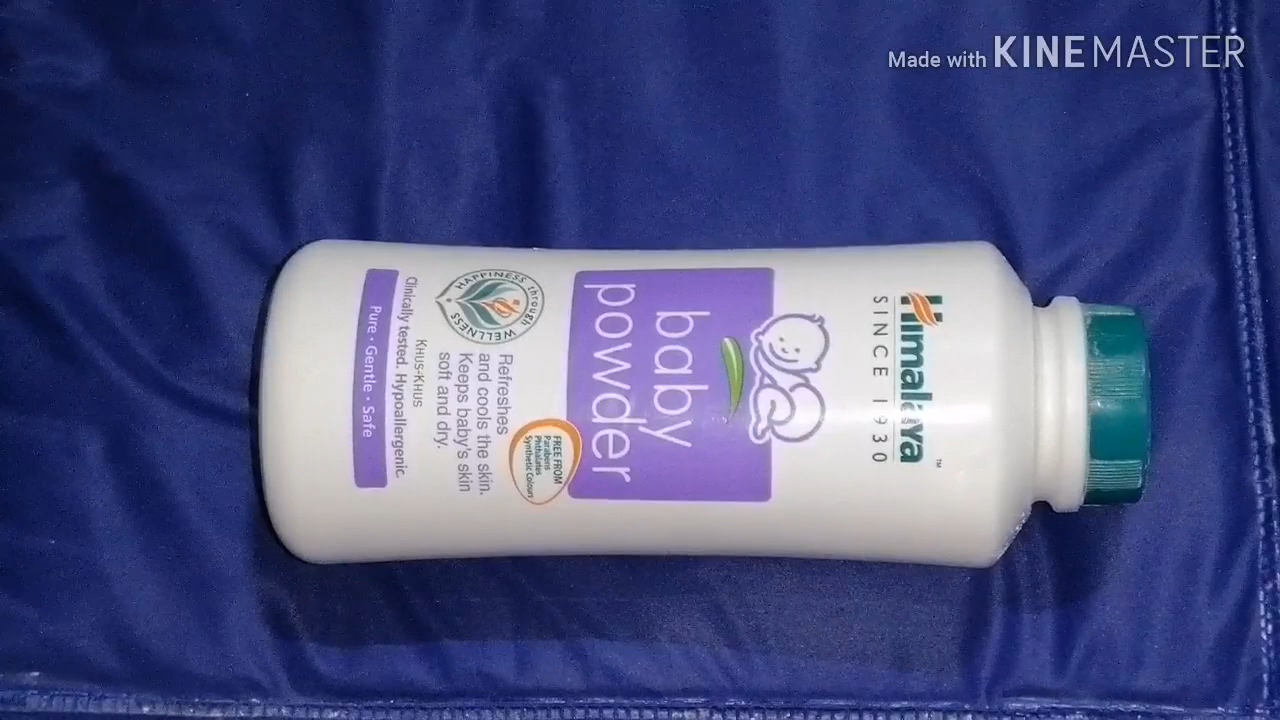 Made with KINEMASTER
Himalaya™
SINCE 1930
baby
powder
FREE FROM
Parabens
Phthalates
Synthetic Colours
Refreshes
and cools the skin.
Keeps baby's skin
soft and dry.
HAPPINESS through WELLNESS
KHUS-KHUS
Clinically tested. Hypoallergenic.
Pure • Gentle • Safe